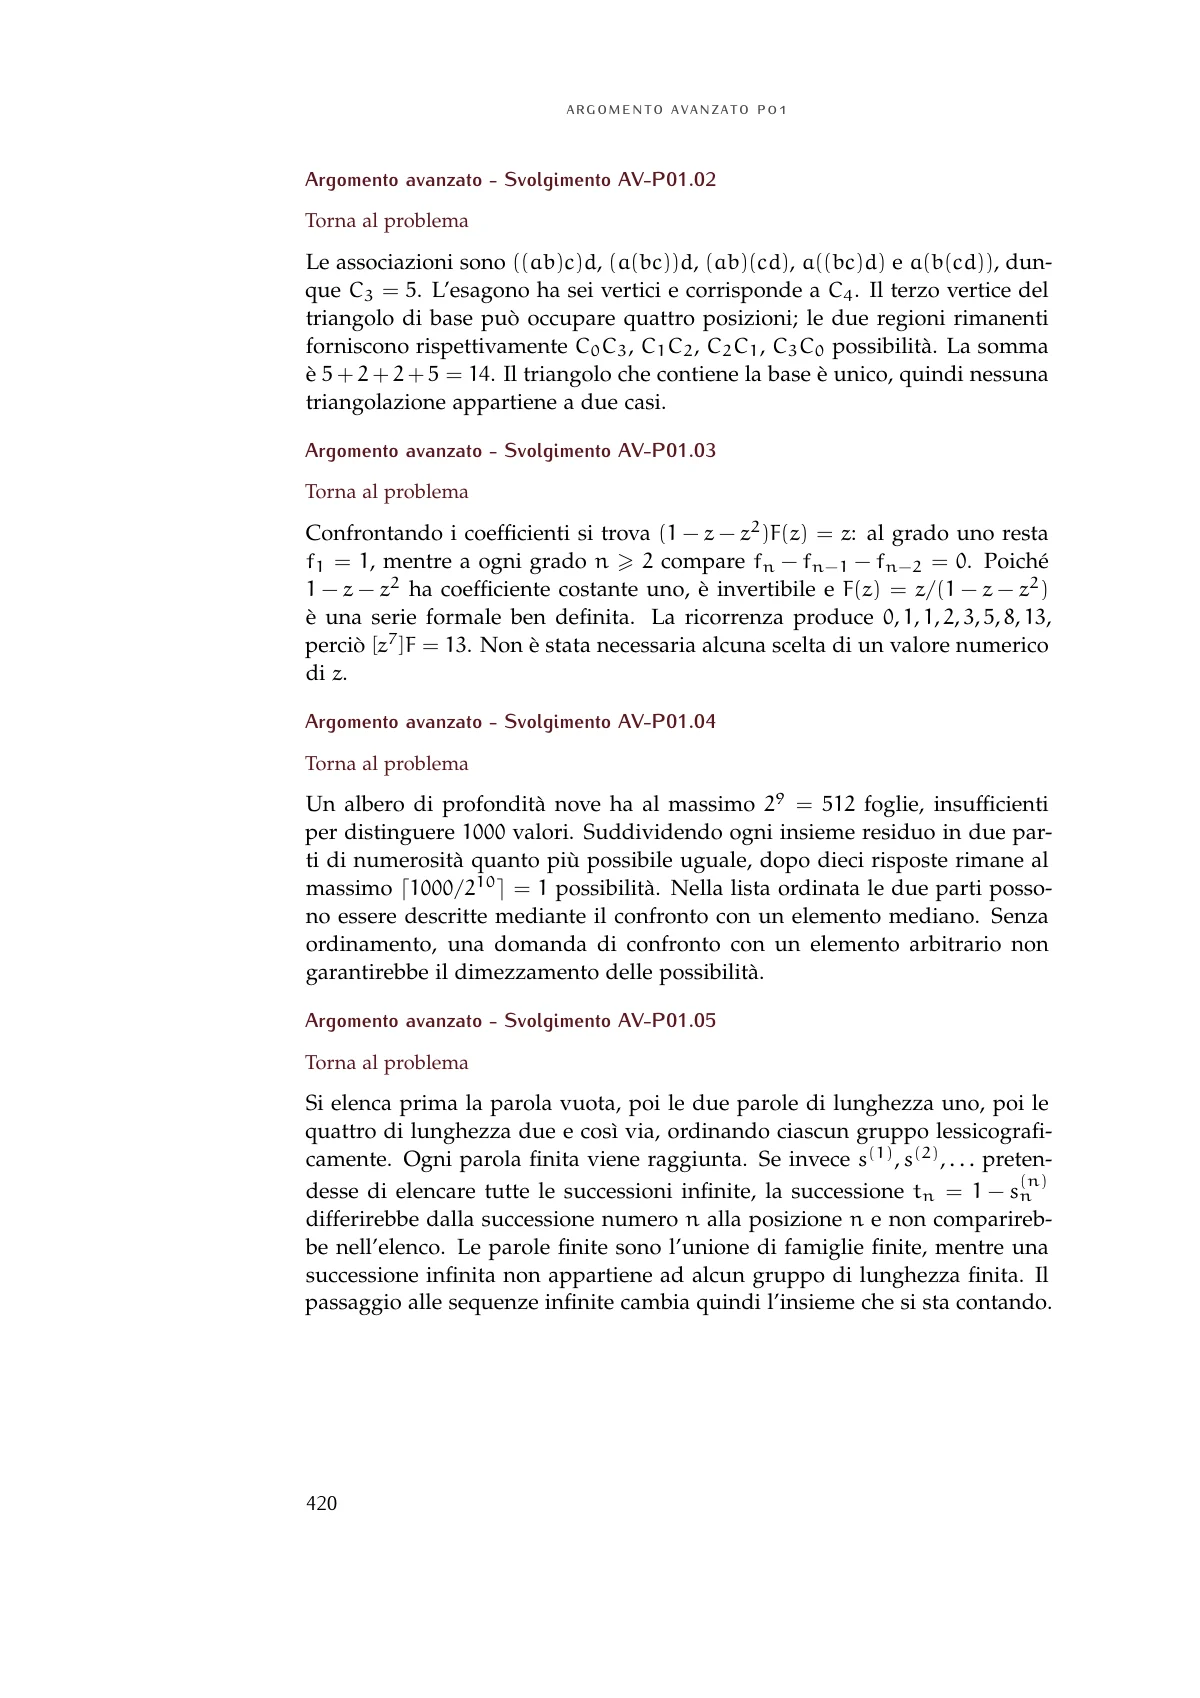 ARGOMENTO AVANZATO P01
Argomento avanzato - Svolgimento AV-P01.02
Torna al problema
Le associazioni sono ((ab)c)d, (a(bc))d, (ab)(cd), a((bc)d) e a(b(cd)), dun-
que C₃ = 5. L'esagono ha sei vertici e corrisponde a C₄. Il terzo vertice del
triangolo di base può occupare quattro posizioni; le due regioni rimanenti
forniscono rispettivamente C₀C₃, C₁C₂, C₂C₁, C₃C₀ possibilità. La somma
è 5 + 2 + 2 + 5 = 14. Il triangolo che contiene la base è unico, quindi nessuna
triangolazione appartiene a due casi.
Argomento avanzato - Svolgimento AV-P01.03
Torna al problema
Confrontando i coefficienti si trova (1 − z − z²)F(z) = z: al grado uno resta
f₁ = 1, mentre a ogni grado n ⩾ 2 compare fₙ − fₙ₋₁ − fₙ₋₂ = 0. Poiché
1 − z − z² ha coefficiente costante uno, è invertibile e F(z) = z/(1 − z − z²)
è una serie formale ben definita. La ricorrenza produce 0, 1, 1, 2, 3, 5, 8, 13,
perciò [z⁷]F = 13. Non è stata necessaria alcuna scelta di un valore numerico
di z.
Argomento avanzato - Svolgimento AV-P01.04
Torna al problema
Un albero di profondità nove ha al massimo 2⁹ = 512 foglie, insufficienti
per distinguere 1000 valori. Suddividendo ogni insieme residuo in due par-
ti di numerosità quanto più possibile uguale, dopo dieci risposte rimane al
massimo ⌈1000/2¹⁰⌉ = 1 possibilità. Nella lista ordinata le due parti posso-
no essere descritte mediante il confronto con un elemento mediano. Senza
ordinamento, una domanda di confronto con un elemento arbitrario non
garantirebbe il dimezzamento delle possibilità.
Argomento avanzato - Svolgimento AV-P01.05
Torna al problema
Si elenca prima la parola vuota, poi le due parole di lunghezza uno, poi le
quattro di lunghezza due e così via, ordinando ciascun gruppo lessicografi-
camente. Ogni parola finita viene raggiunta. Se invece s⁽¹⁾, s⁽²⁾, … preten-
desse di elencare tutte le successioni infinite, la successione tₙ = 1 − sₙ⁽ⁿ⁾
differirebbe dalla successione numero n alla posizione n e non comparireb-
be nell'elenco. Le parole finite sono l'unione di famiglie finite, mentre una
successione infinita non appartiene ad alcun gruppo di lunghezza finita. Il
passaggio alle sequenze infinite cambia quindi l'insieme che si sta contando.
420